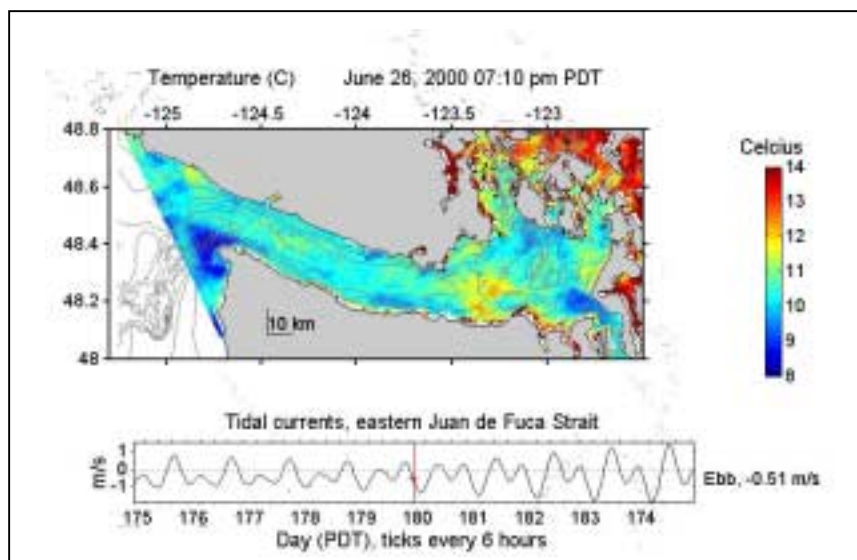 Temperature (C) June 26, 2000 07:10 pm PDT
-125 -124.5 -124 -123.5 -123
48.8
48.6
48.4
48.2
48
10 km
Celcius
14
13
12
11
10
9
8
Tidal currents, eastern Juan de Fuca Strait
m/s
1
0
-1
Ebb, -0.51 m/s
175 176 177 178 179 180 181 182 183 174
Day (PDT), ticks every 6 hours